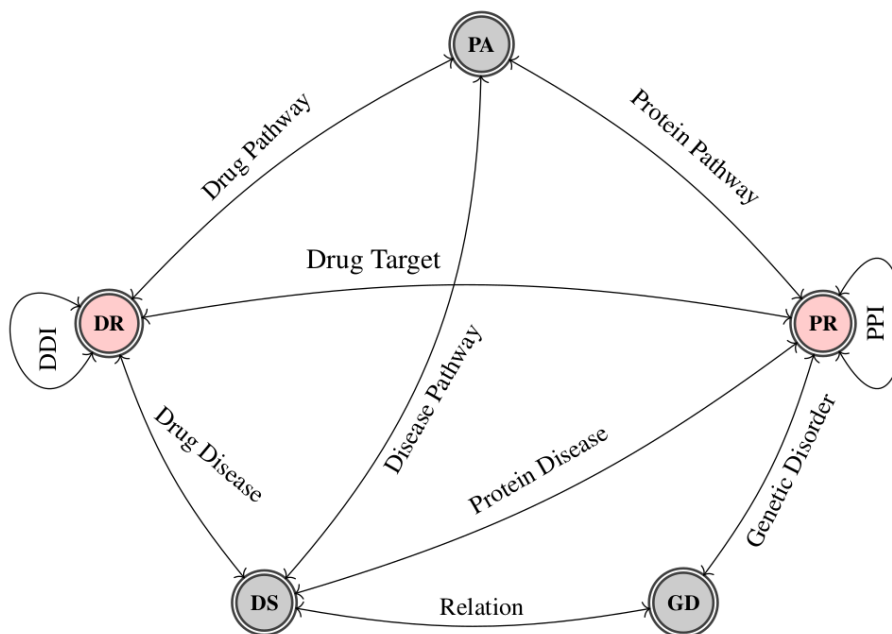 PA
Drug Pathway
Protein Pathway
Drug Target
DR
PR
DDI
PPI
Disease Pathway
Drug Disease
Protein Disease
Genetic Disorder
DS
Relation
GD